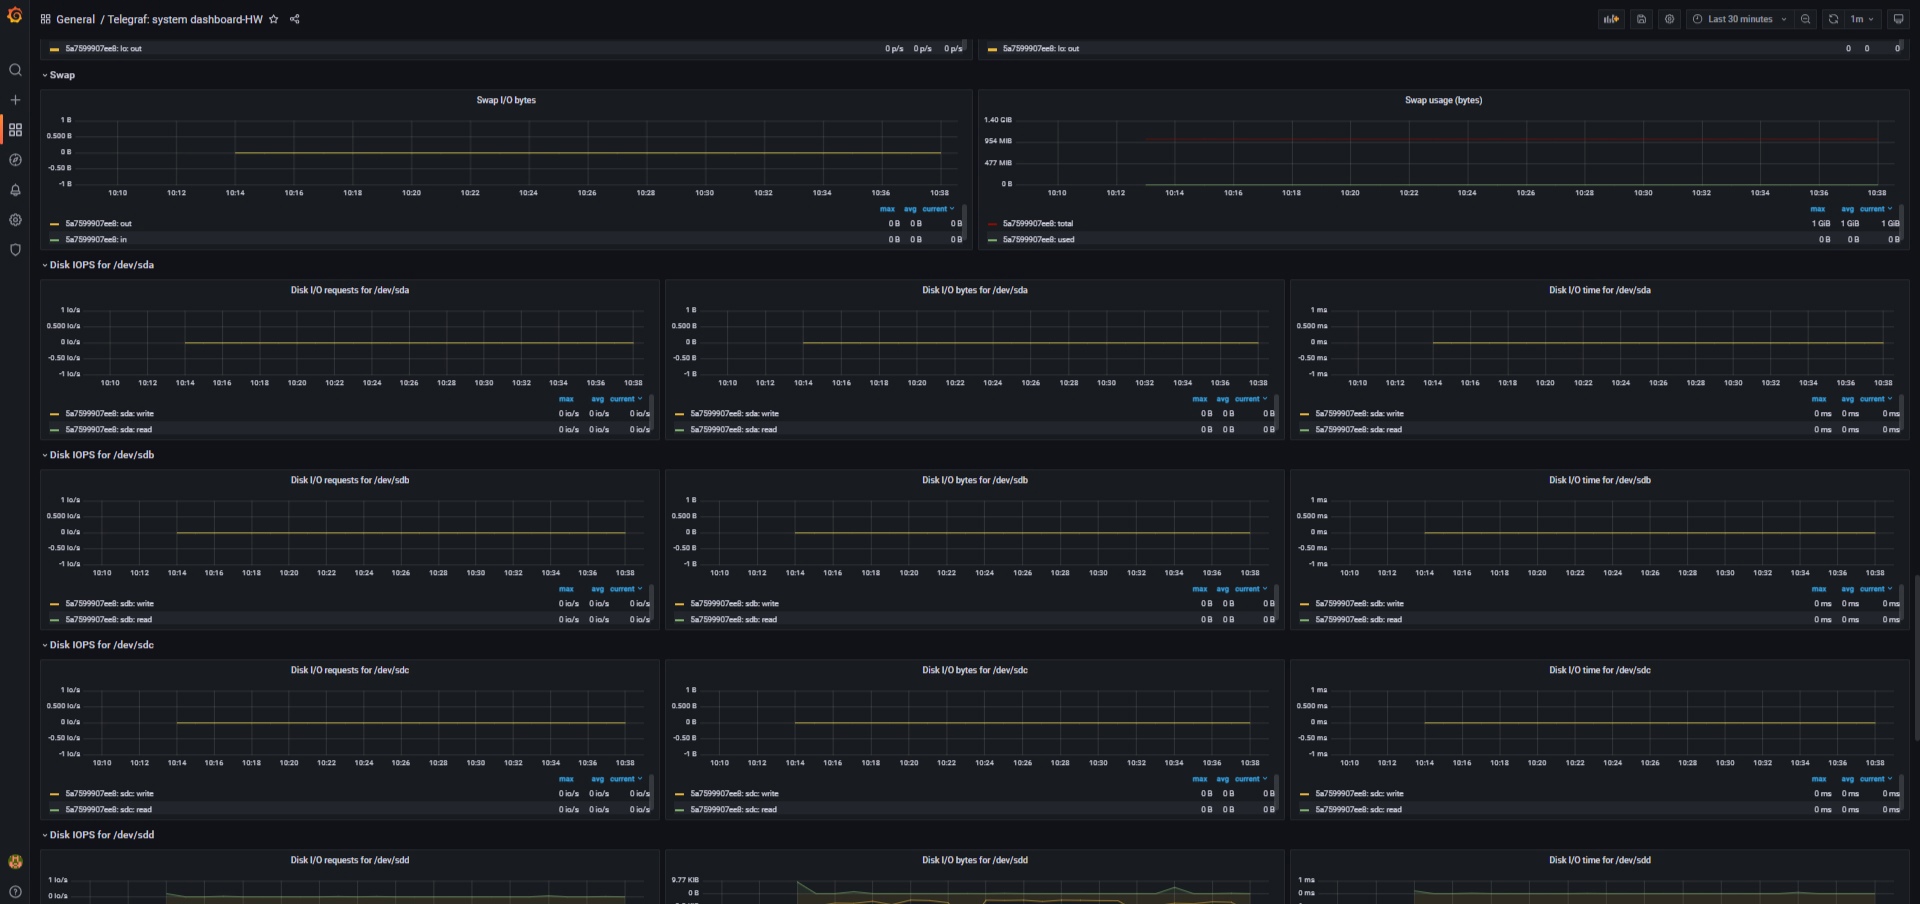 General / Telegraf: system dashboard-HW
Last 30 minutes
1m
5a7599907ee8: lo: out 0 p/s 0 p/s 0 p/s
5a7599907ee8: lo: out 0 0 0
Swap
Swap I/O bytes
1 B
0.500 B
0 B
-0.50 B
-1 B
10:10 10:12 10:14 10:16 10:18 10:20 10:22 10:24 10:26 10:28 10:30 10:32 10:34 10:36 10:38
max avg current
5a7599907ee8: out 0 B 0 B 0 B
5a7599907ee8: in 0 B 0 B 0 B
Swap usage (bytes)
1.40 GiB
954 MiB
477 MiB
0 B
10:10 10:12 10:14 10:16 10:18 10:20 10:22 10:24 10:26 10:28 10:30 10:32 10:34 10:36 10:38
max avg current
5a7599907ee8: total 1 GiB 1 GiB 1 GiB
5a7599907ee8: used 0 B 0 B 0 B
Disk IOPS for /dev/sda
Disk I/O requests for /dev/sda
1 io/s
0.500 io/s
0 io/s
-0.50 io/s
-1 io/s
10:10 10:12 10:14 10:16 10:18 10:20 10:22 10:24 10:26 10:28 10:30 10:32 10:34 10:36 10:38
max avg current
5a7599907ee8: sda: write 0 io/s 0 io/s 0 io/s
5a7599907ee8: sda: read 0 io/s 0 io/s 0 io/s
Disk I/O bytes for /dev/sda
1 B
0.500 B
0 B
-0.50 B
-1 B
10:10 10:12 10:14 10:16 10:18 10:20 10:22 10:24 10:26 10:28 10:30 10:32 10:34 10:36 10:38
max avg current
5a7599907ee8: sda: write 0 B 0 B 0 B
5a7599907ee8: sda: read 0 B 0 B 0 B
Disk I/O time for /dev/sda
1 ms
0.500 ms
0 ms
-0.50 ms
-1 ms
10:10 10:12 10:14 10:16 10:18 10:20 10:22 10:24 10:26 10:28 10:30 10:32 10:34 10:36 10:38
max avg current
5a7599907ee8: sda: write 0 ms 0 ms 0 ms
5a7599907ee8: sda: read 0 ms 0 ms 0 ms
Disk IOPS for /dev/sdb
Disk I/O requests for /dev/sdb
1 io/s
0.500 io/s
0 io/s
-0.50 io/s
-1 io/s
10:10 10:12 10:14 10:16 10:18 10:20 10:22 10:24 10:26 10:28 10:30 10:32 10:34 10:36 10:38
max avg current
5a7599907ee8: sdb: write 0 io/s 0 io/s 0 io/s
5a7599907ee8: sdb: read 0 io/s 0 io/s 0 io/s
Disk I/O bytes for /dev/sdb
1 B
0.500 B
0 B
-0.50 B
-1 B
10:10 10:12 10:14 10:16 10:18 10:20 10:22 10:24 10:26 10:28 10:30 10:32 10:34 10:36 10:38
max avg current
5a7599907ee8: sdb: write 0 B 0 B 0 B
5a7599907ee8: sdb: read 0 B 0 B 0 B
Disk I/O time for /dev/sdb
1 ms
0.500 ms
0 ms
-0.50 ms
-1 ms
10:10 10:12 10:14 10:16 10:18 10:20 10:22 10:24 10:26 10:28 10:30 10:32 10:34 10:36 10:38
max avg current
5a7599907ee8: sdb: write 0 ms 0 ms 0 ms
5a7599907ee8: sdb: read 0 ms 0 ms 0 ms
Disk IOPS for /dev/sdc
Disk I/O requests for /dev/sdc
1 io/s
0.500 io/s
0 io/s
-0.50 io/s
-1 io/s
10:10 10:12 10:14 10:16 10:18 10:20 10:22 10:24 10:26 10:28 10:30 10:32 10:34 10:36 10:38
max avg current
5a7599907ee8: sdc: write 0 io/s 0 io/s 0 io/s
5a7599907ee8: sdc: read 0 io/s 0 io/s 0 io/s
Disk I/O bytes for /dev/sdc
1 B
0.500 B
0 B
-0.50 B
-1 B
10:10 10:12 10:14 10:16 10:18 10:20 10:22 10:24 10:26 10:28 10:30 10:32 10:34 10:36 10:38
max avg current
5a7599907ee8: sdc: write 0 B 0 B 0 B
5a7599907ee8: sdc: read 0 B 0 B 0 B
Disk I/O time for /dev/sdc
1 ms
0.500 ms
0 ms
-0.50 ms
-1 ms
10:10 10:12 10:14 10:16 10:18 10:20 10:22 10:24 10:26 10:28 10:30 10:32 10:34 10:36 10:38
max avg current
5a7599907ee8: sdc: write 0 ms 0 ms 0 ms
5a7599907ee8: sdc: read 0 ms 0 ms 0 ms
Disk IOPS for /dev/sdd
Disk I/O requests for /dev/sdd
1 io/s
0 io/s
Disk I/O bytes for /dev/sdd
9.77 KiB
0 B
Disk I/O time for /dev/sdd
1 ms
0 ms